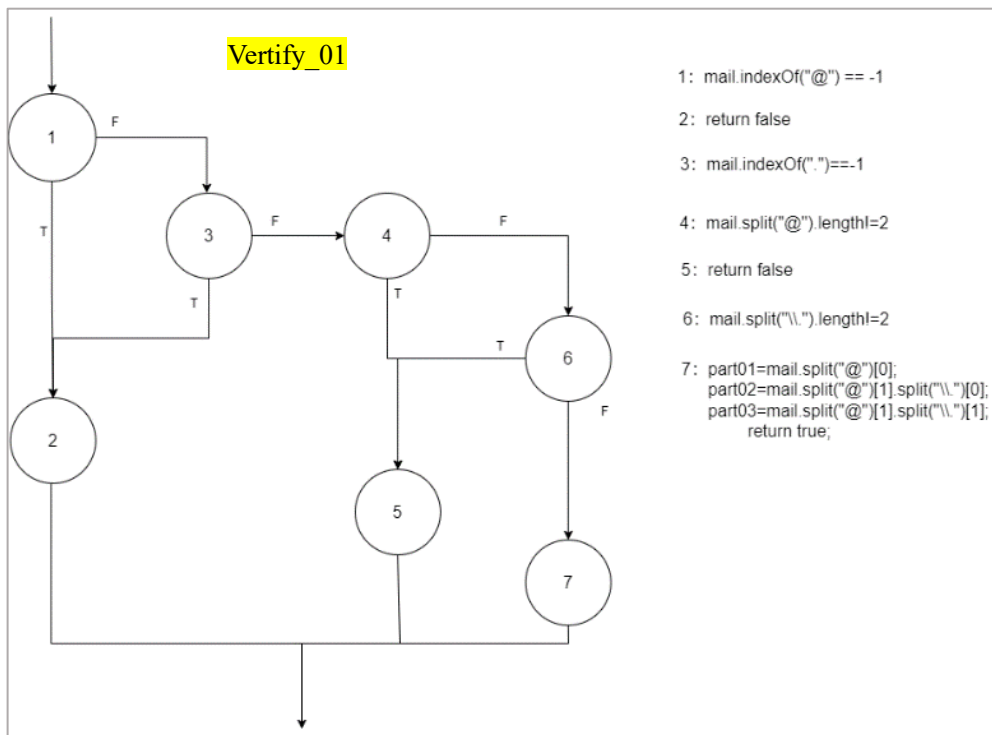 Vertify_01
1: mail.indexOf("@") == -1
2: return false
3: mail.indexOf(".")==-1
4: mail.split("@").length!=2
5: return false
6: mail.split("\\.").length!=2
7: part01=mail.split("@")[0];
part02=mail.split("@")[1].split("\\.")[0];
part03=mail.split("@")[1].split("\\.")[1];
return true;
1
F
T
3
F
T
4
F
T
T
6
F
2
5
7